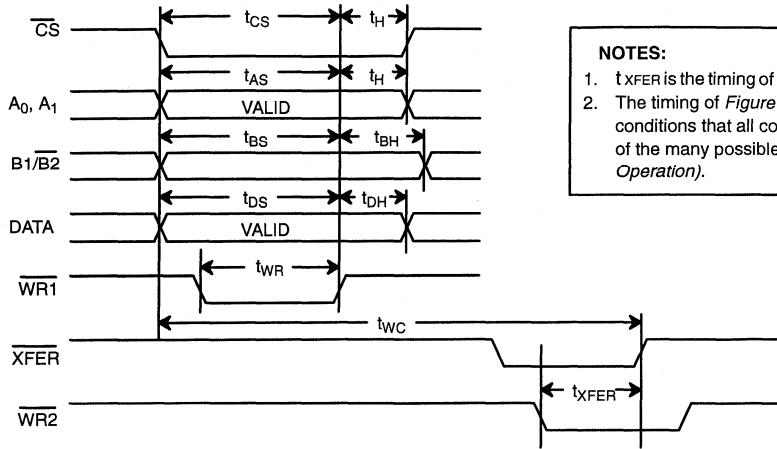 CS
tCS
tH
A0, A1
tAS
tH
VALID
B1/B2
tBS
tBH
DATA
tDS
tDH
VALID
WR1
tWR
tWC
XFER
tXFER
WR2
NOTES:
1. tXFER is the timing of
2. The timing of Figure
conditions that all co
of the many possible
Operation).